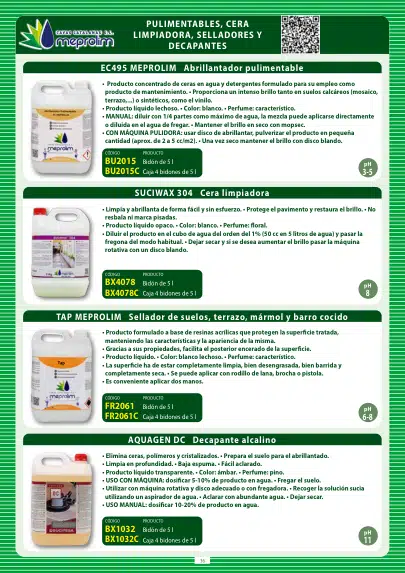 CAYPE CATALANAS S.L.
meprolim
PULIMENTABLES, CERA
LIMPIADORA, SELLADORES Y
DECAPANTES
EC495 MEPROLIM Abrillantador pulimentable
• Producto concentrado de ceras en agua y detergentes formulado para su empleo como
producto de mantenimiento. • Proporciona un intenso brillo tanto en suelos calcáreos (mosaico,
terrazo,...) o sintéticos, como el vinilo.
• Producto líquido lechoso. • Color: blanco. • Perfume: característico.
• MANUAL: diluir con 1/4 partes como máximo de agua, la mezcla puede aplicarse directamente
o diluida en el agua de fregar. • Mantener el brillo en seco con mopsec.
• CON MÁQUINA PULIDORA: usar disco de abrillantar, pulverizar el producto en pequeña
cantidad (aprox. de 2 a 5 cc/m2). • Una vez seco mantener el brillo con disco blando.
CÓDIGO PRODUCTO
BU2015 Bidón de 5 l
BU2015C Caja 4 bidones de 5 l
pH
3-5
SUCIWAX 304 Cera limpiadora
• Limpia y abrillanta de forma fácil y sin esfuerzo. • Protege el pavimento y restaura el brillo. • No
resbala ni marca pisadas.
• Producto líquido opaco. • Color: blanco. • Perfume: floral.
• Diluir el producto en el cubo de agua del orden del 1% (50 cc en 5 litros de agua) y pasar la
fregona del modo habitual. • Dejar secar y si se desea aumentar el brillo pasar la máquina
rotativa con un disco blando.
CÓDIGO PRODUCTO
BX4078 Bidón de 5 l
BX4078C Caja 4 bidones de 5 l
pH
8
TAP MEPROLIM Sellador de suelos, terrazo, mármol y barro cocido
• Producto formulado a base de resinas acrílicas que protegen la superficie tratada,
manteniendo las características y la apariencia de la misma.
• Gracias a sus propiedades, facilita el posterior encerado de la superficie.
• Producto líquido. • Color: blanco lechoso. • Perfume: característico.
• La superficie ha de estar completamente limpia, bien desengrasada, bien barrida y
completamente seca. • Se puede aplicar con rodillo de lana, brocha o pistola.
• Es conveniente aplicar dos manos.
Tap
meprolim
CÓDIGO PRODUCTO
FR2061 Bidón de 5 l
FR2061C Caja 4 bidones de 5 l
pH
6-8
AQUAGEN DC Decapante alcalino
• Elimina ceras, polímeros y cristalizados. • Prepara el suelo para el abrillantado.
• Limpia en profundidad. • Baja espuma. • Fácil aclarado.
• Producto líquido transparente. • Color: ámbar. • Perfume: pino.
• USO CON MÁQUINA: dosificar 5-10% de producto en agua. • Fregar el suelo.
• Utilizar con máquina rotativa y disco adecuado o con fregadora. • Recoger la solución sucia
utilizando un aspirador de agua. • Aclarar con abundante agua. • Dejar secar.
• USO MANUAL: dosificar 10-20% de producto en agua.
CÓDIGO PRODUCTO
BX1032 Bidón de 5 l
BX1032C Caja 4 bidones de 5 l
pH
11